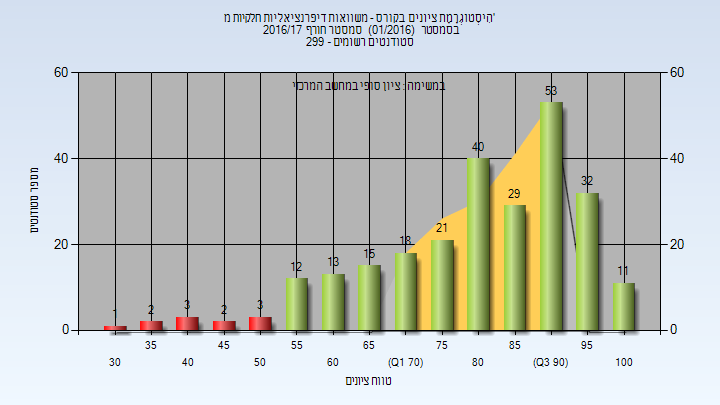 הִיסְטוֹגְרָמַת ציונים בקורס - משוואות דיפרנציאליות חלקיות מ'
בסמסטר (01/2016) סמסטר חורף 2016/17
סטודנטים רשומים - 299
במשימה : ציון סופי במחשב המרכזי
מספר סטודנטים
60 60
40 40
20 20
0 0
1 2 3 2 3 12 13 15 18 21 40 29 53 32 11
35 45 55 65 75 85 95
30 40 50 60 (Q1 70) 80 (Q3 90) 100
טווח ציונים